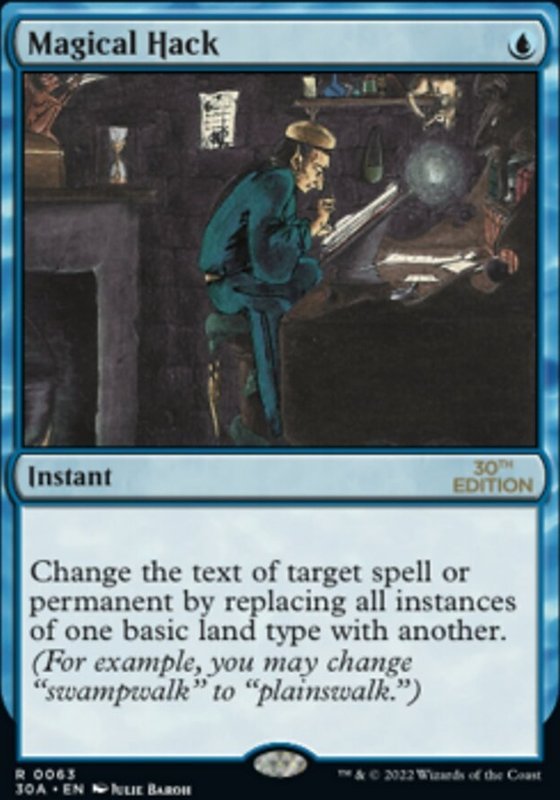 Magical Hack
Instant
30TH
EDITION
Change the text of target spell or
permanent by replacing all instances
of one basic land type with another.
(For example, you may change
“swampwalk” to “plainswalk.”)
R 0063
30A • EN Julie Baroh
™ & © 2022 Wizards of the Coast